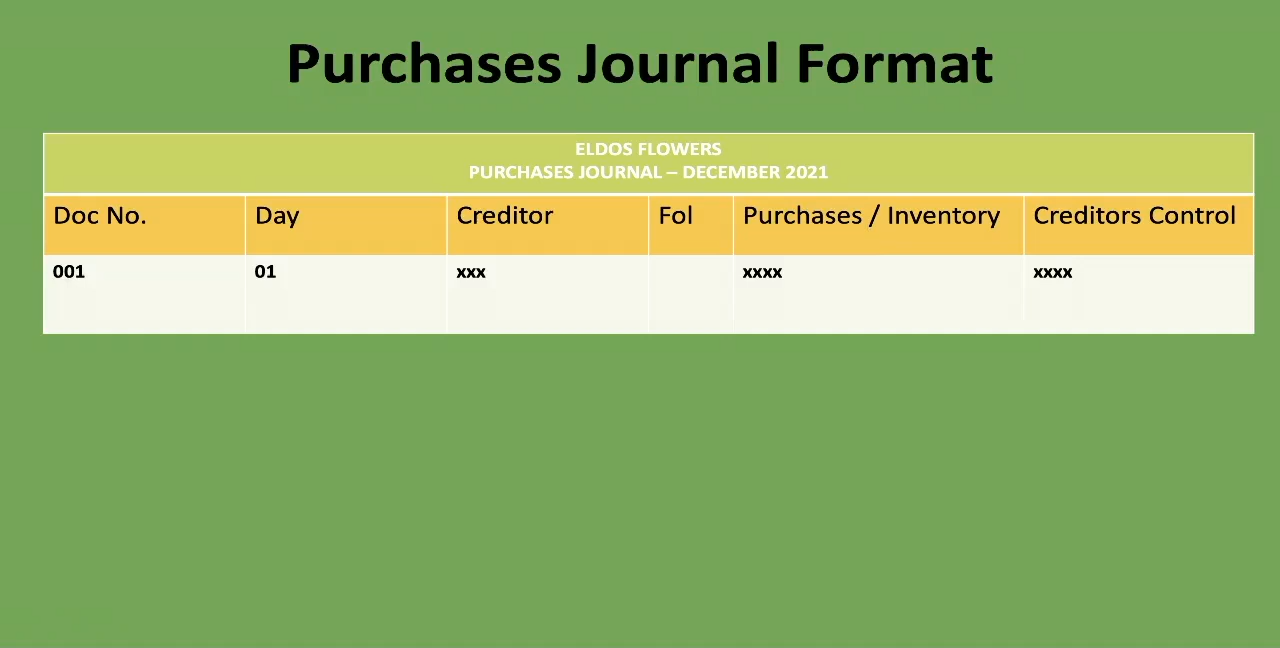 Purchases Journal Format
ELDOS FLOWERS
PURCHASES JOURNAL – DECEMBER 2021
Doc No. Day Creditor Fol Purchases / Inventory Creditors Control
001 01 xxx xxxx xxxx